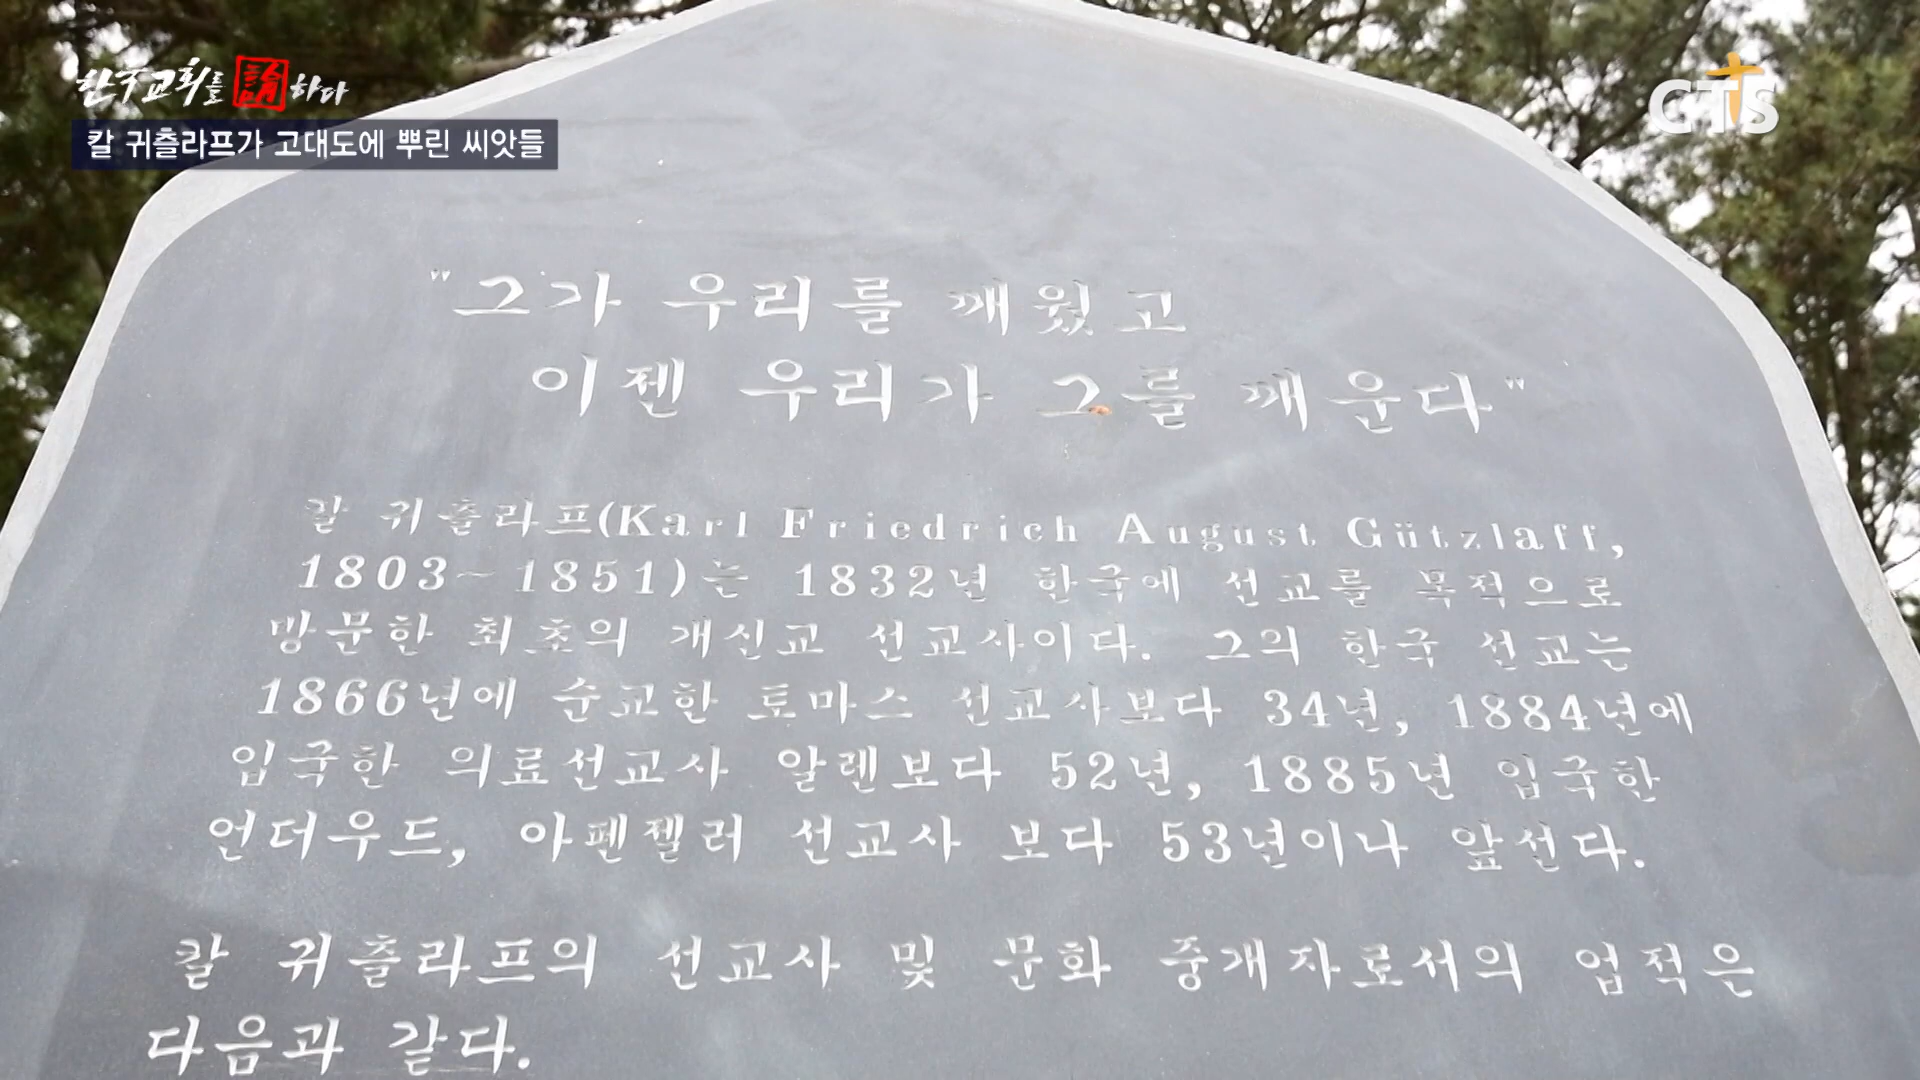 한국교회를 論하다
칼 귀츨라프가 고대도에 뿌린 씨앗들
CTS
"그가 우리를 깨웠고
이젠 우리가 그를 깨운다"
칼 귀츨라프(Karl Friedrich August Gützlaff,
1803~1851)는 1832년 한국에 선교를 목적으로
방문한 최초의 개신교 선교사이다. 그의 한국 선교는
1866년에 순교한 토마스 선교사보다 34년, 1884년에
입국한 의료선교사 알렌보다 52년, 1885년 입국한
언더우드, 아펜젤러 선교사 보다 53년이나 앞선다.
칼 귀츨라프의 선교사 및 문화 중개자로서의 업적은
다음과 같다.